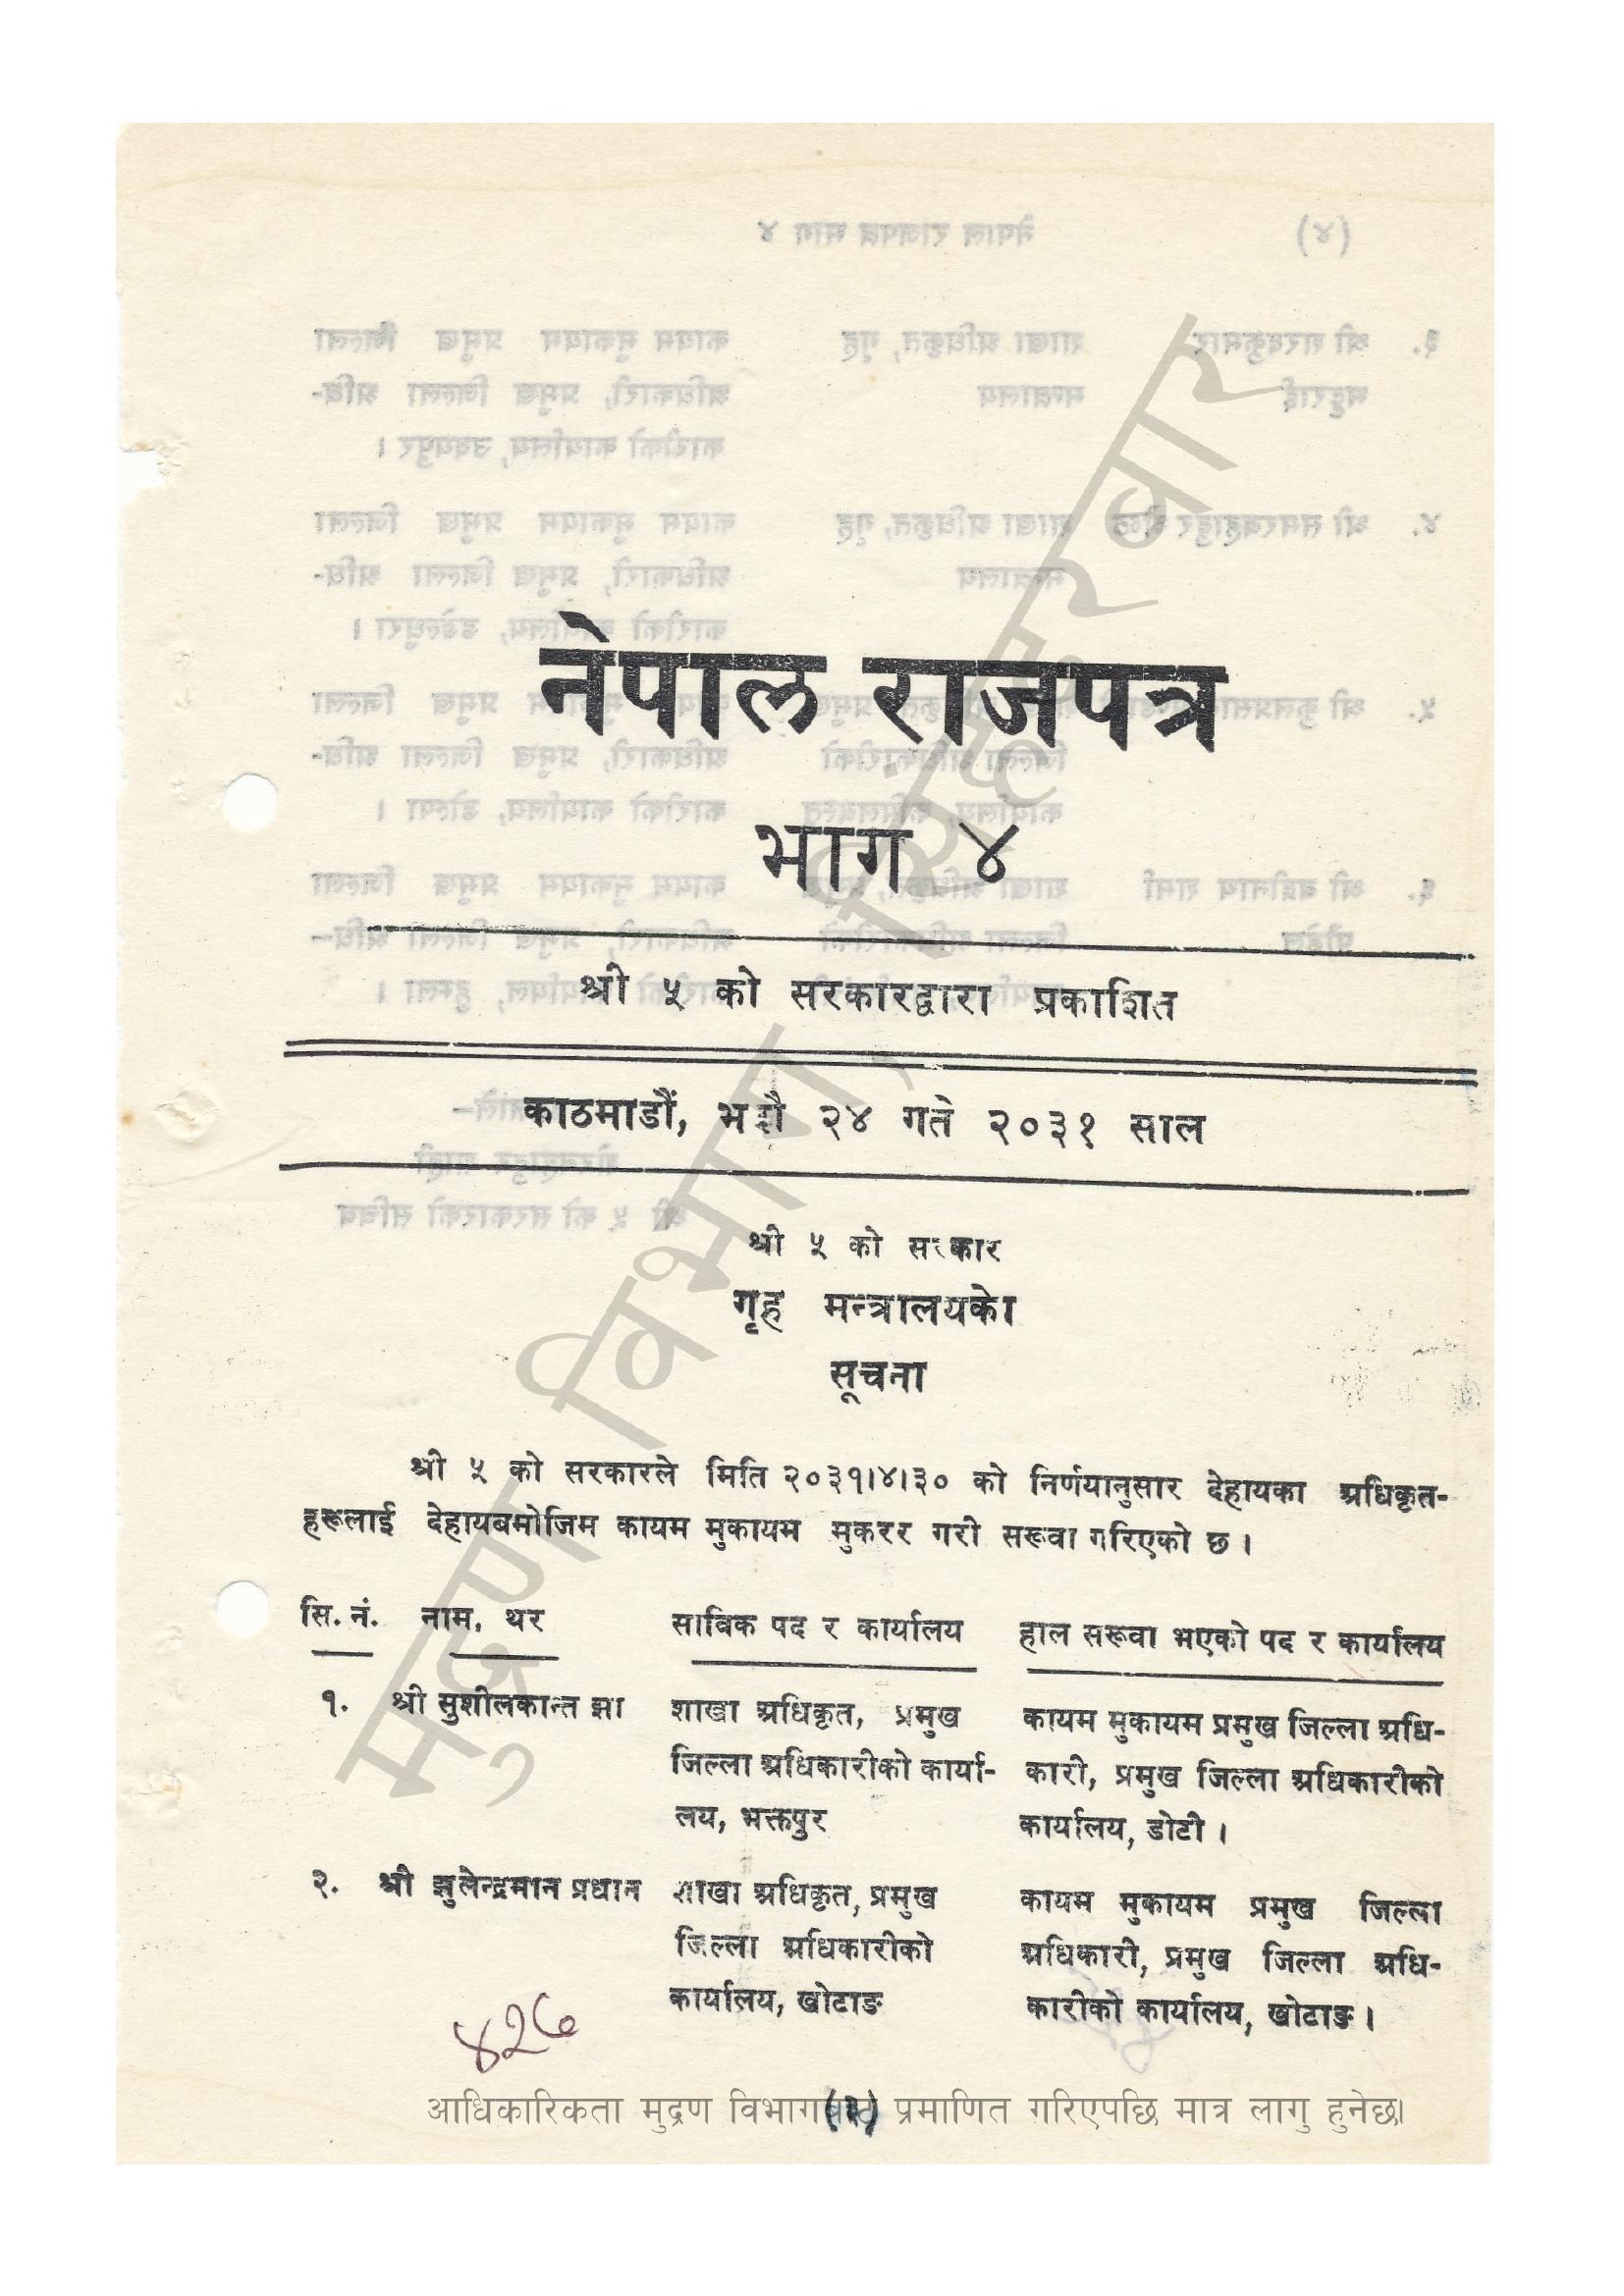 नेपाल राजपत्र
भाग ४
श्री ५ को सरकारद्वारा प्रकाशित
काठमाडौं, भदौ २४ गते २०३१ साल
श्री ५ को सरकार
गृह मन्त्रालयको
सूचना
श्री ५ को सरकारले मिति २०३१।४।३० को निर्णयानुसार देहायका अधिकृत-
हरूलाई देहायबमोजिम कायम मुकायम मुकरर गरी सरूवा गरिएको छ ।
सि. नं. नाम, थर साविक पद र कार्यालय हाल सरूवा भएको पद र कार्यालय
१. श्री सुशीलकान्त झा शाखा अधिकृत, प्रमुख कायम मुकायम प्रमुख जिल्ला अधि-
जिल्ला अधिकारीको कार्या- कारी, प्रमुख जिल्ला अधिकारीको
लय, भक्तपुर कार्यालय, डोटी ।
२. श्री झुलेन्द्रमान प्रधान शाखा अधिकृत, प्रमुख कायम मुकायम प्रमुख जिल्ला
जिल्ला अधिकारीको अधिकारी, प्रमुख जिल्ला अधि-
कार्यालय, खोटाङ कारीको कार्यालय, खोटाङ ।
४२७
आधिकारिकता मुद्रण विभागबाट प्रमाणित गरिएपछि मात्र लागु हुनेछ।
मुद्रण विभाग, सिंहदरबार